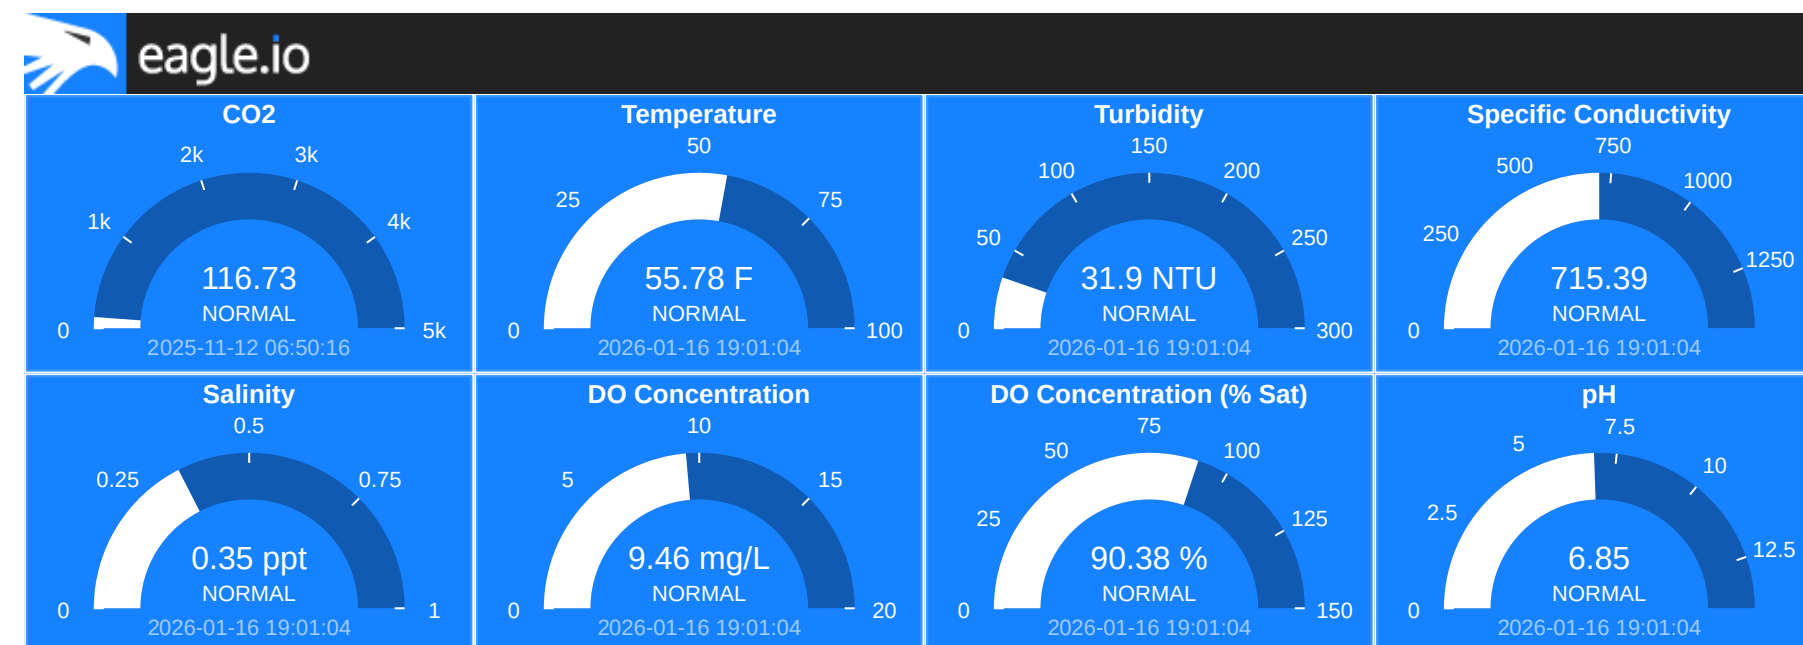 eagle.io
CO2
2k 3k
1k 4k
116.73
NORMAL
0 5k
2025-11-12 06:50:16
Temperature
50
25 75
55.78 F
NORMAL
0 100
2026-01-16 19:01:04
Turbidity
150
100 200
50 250
31.9 NTU
NORMAL
0 300
2026-01-16 19:01:04
Specific Conductivity
750
500 1000
250 1250
715.39
NORMAL
0
2026-01-16 19:01:04
Salinity
0.5
0.25 0.75
0.35 ppt
NORMAL
0 1
2026-01-16 19:01:04
DO Concentration
10
5 15
9.46 mg/L
NORMAL
0 20
2026-01-16 19:01:04
DO Concentration (% Sat)
75
50 100
25 125
90.38 %
NORMAL
0 150
2026-01-16 19:01:04
pH
7.5
5 10
2.5 12.5
6.85
NORMAL
0
2026-01-16 19:01:04